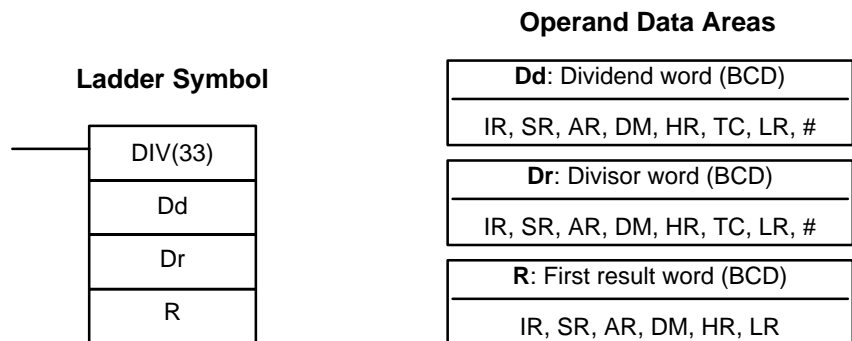 Operand Data Areas
Ladder Symbol
DIV(33)
Dd
Dr
R
Dd: Dividend word (BCD)
IR, SR, AR, DM, HR, TC, LR, #
Dr: Divisor word (BCD)
IR, SR, AR, DM, HR, TC, LR, #
R: First result word (BCD)
IR, SR, AR, DM, HR, LR